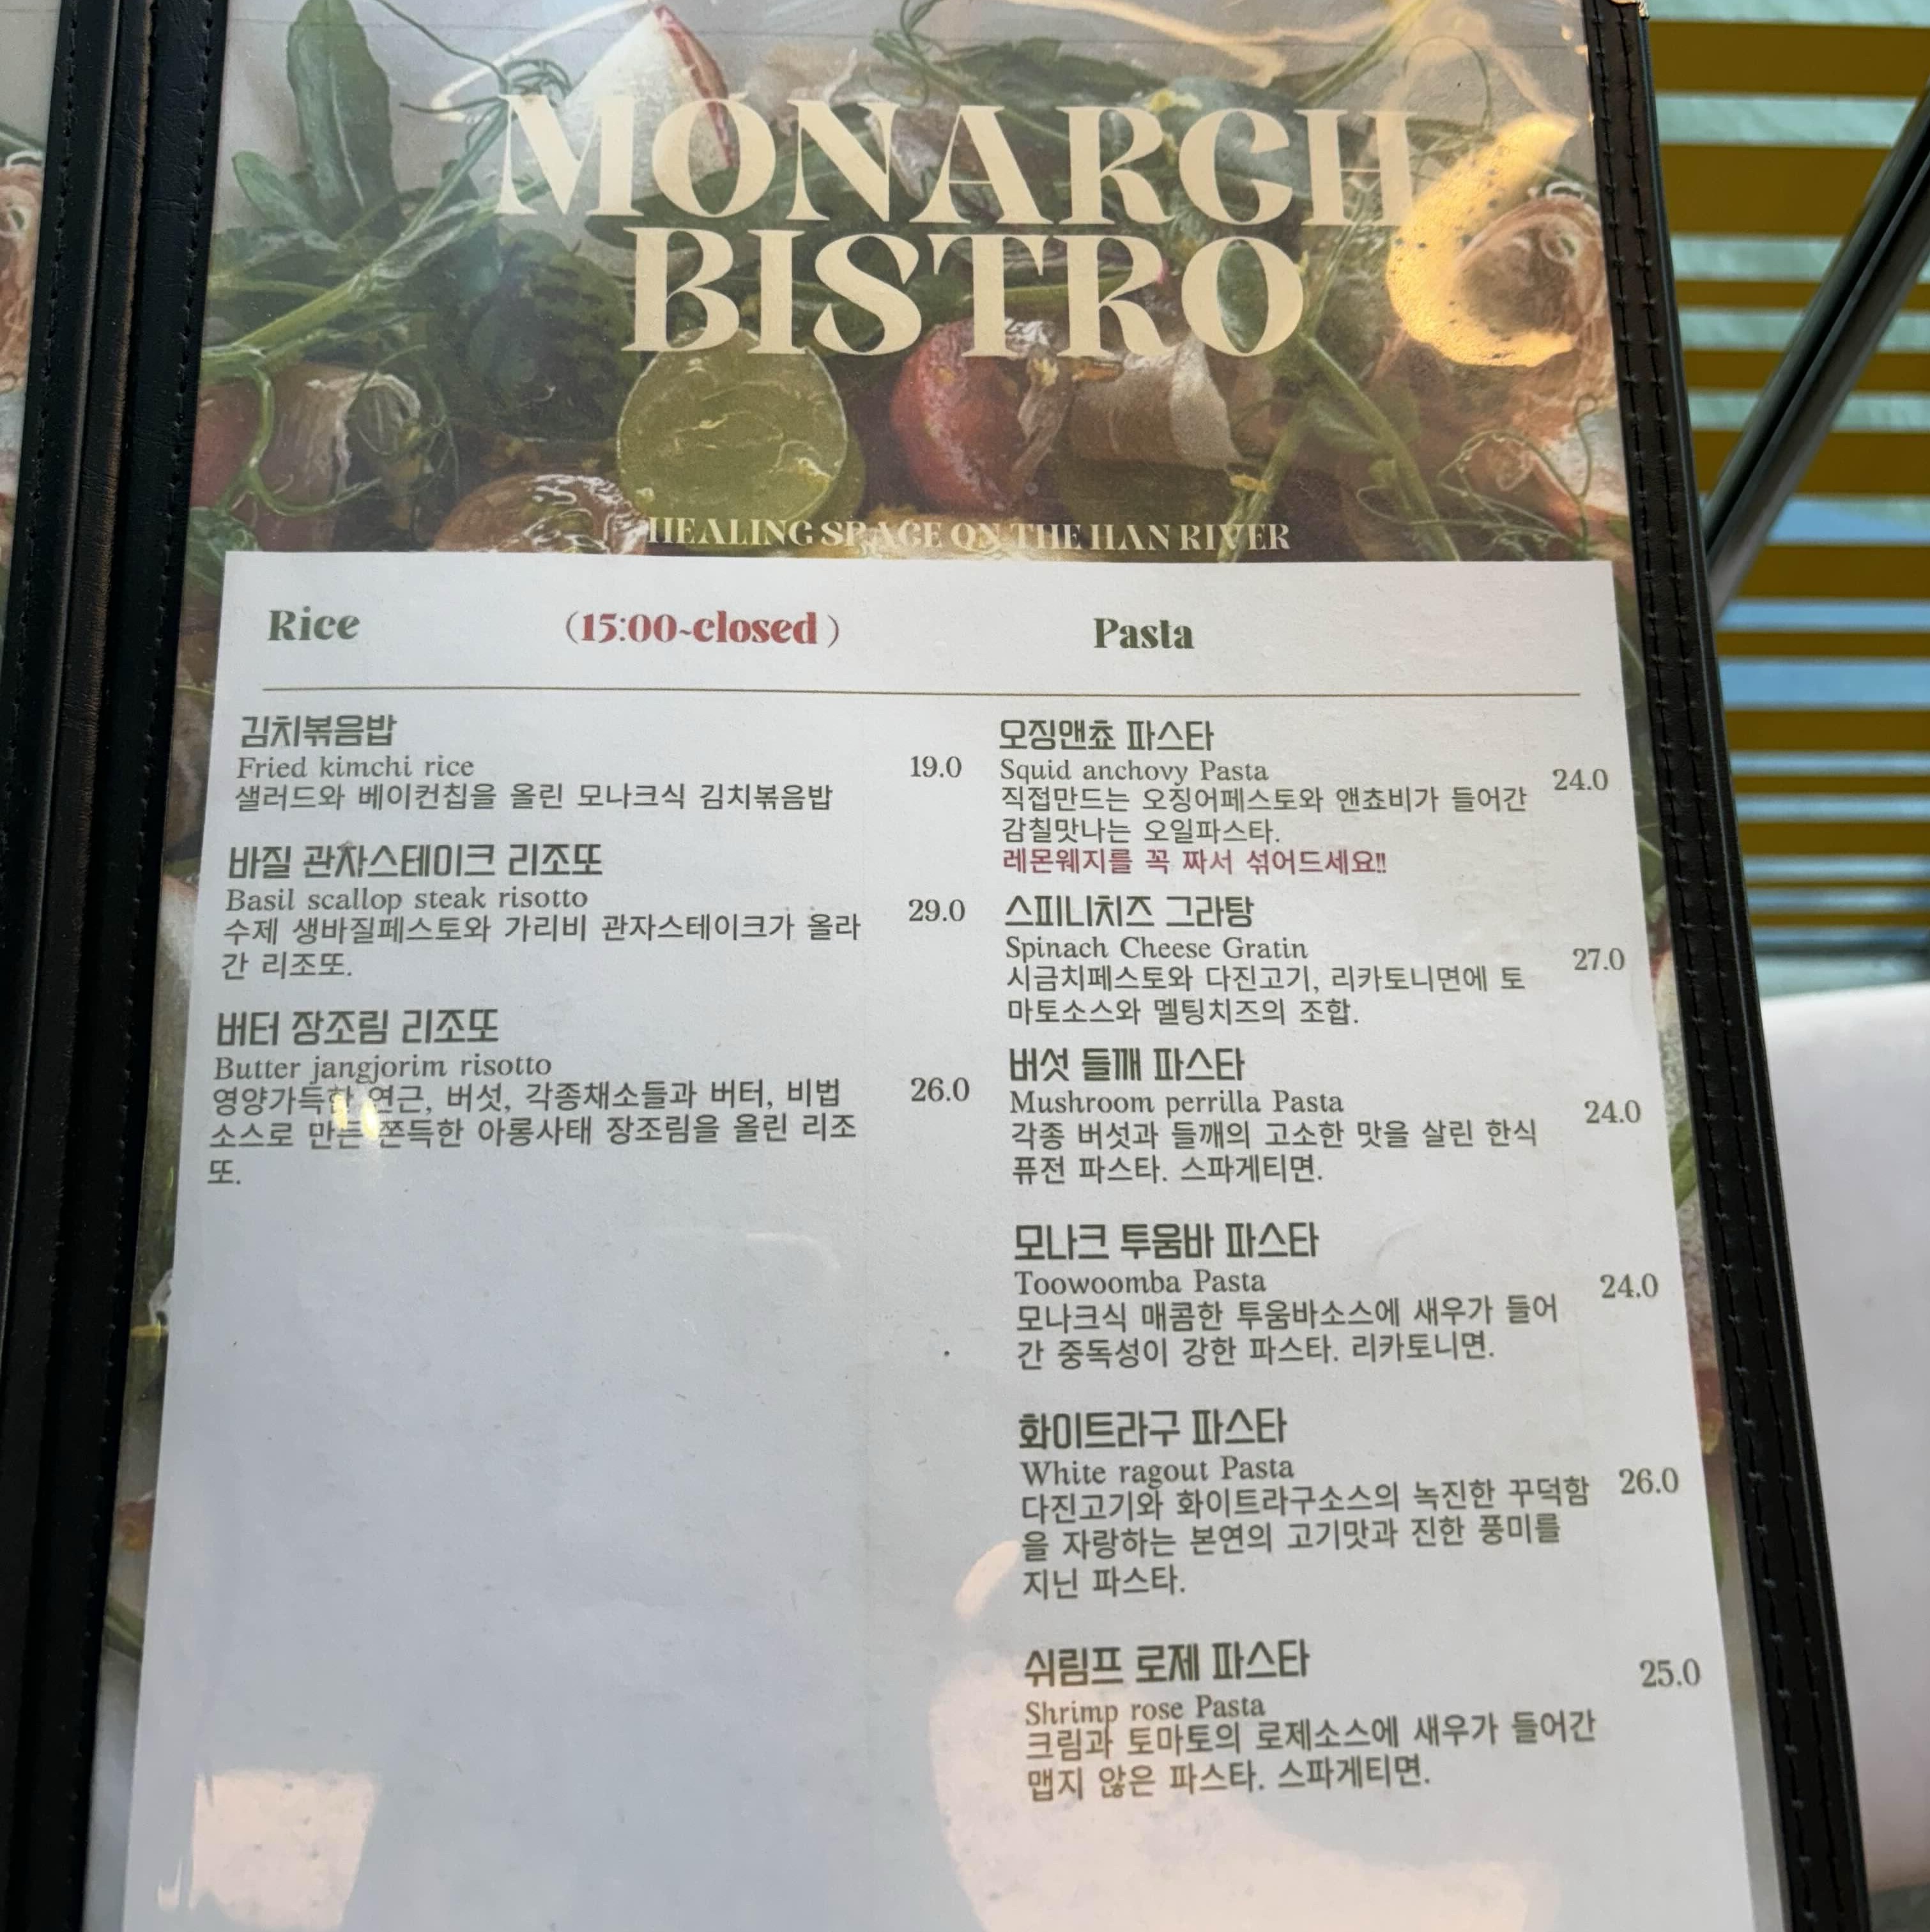 MONARCH
BISTRO
HEALING SPACE ON THE HAN RIVER
Rice (15:00~closed)
김치볶음밥
Fried kimchi rice 19.0
샐러드와 베이컨칩을 올린 모나크식 김치볶음밥
바질 관자스테이크 리조또
Basil scallop steak risotto 29.0
수제 생바질페스토와 가리비 관자스테이크가 올라
간 리조또.
버터 장조림 리조또
Butter jangjorim risotto 26.0
영양가득한 연근, 버섯, 각종채소들과 버터, 비법
소스로 만든 쫀득한 아롱사태 장조림을 올린 리조
또.
Pasta
오징앤쵸 파스타
Squid anchovy Pasta 24.0
직접만드는 오징어페스토와 앤쵸비가 들어간
감칠맛나는 오일파스타.
레몬웨지를 꼭 짜서 섞어드세요!!
스피니치즈 그라탕
Spinach Cheese Gratin 27.0
시금치페스토와 다진고기, 리카토니면에 토
마토소스와 멜팅치즈의 조합.
버섯 들깨 파스타
Mushroom perrilla Pasta 24.0
각종 버섯과 들깨의 고소한 맛을 살린 한식
퓨전 파스타. 스파게티면.
모나크 투움바 파스타
Toowoomba Pasta 24.0
모나크식 매콤한 투움바소스에 새우가 들어
간 중독성이 강한 파스타. 리카토니면.
화이트라구 파스타
White ragout Pasta 26.0
다진고기와 화이트라구소스의 녹진한 꾸덕함
을 자랑하는 본연의 고기맛과 진한 풍미를
지닌 파스타.
쉬림프 로제 파스타
Shrimp rose Pasta 25.0
크림과 토마토의 로제소스에 새우가 들어간
맵지 않은 파스타. 스파게티면.